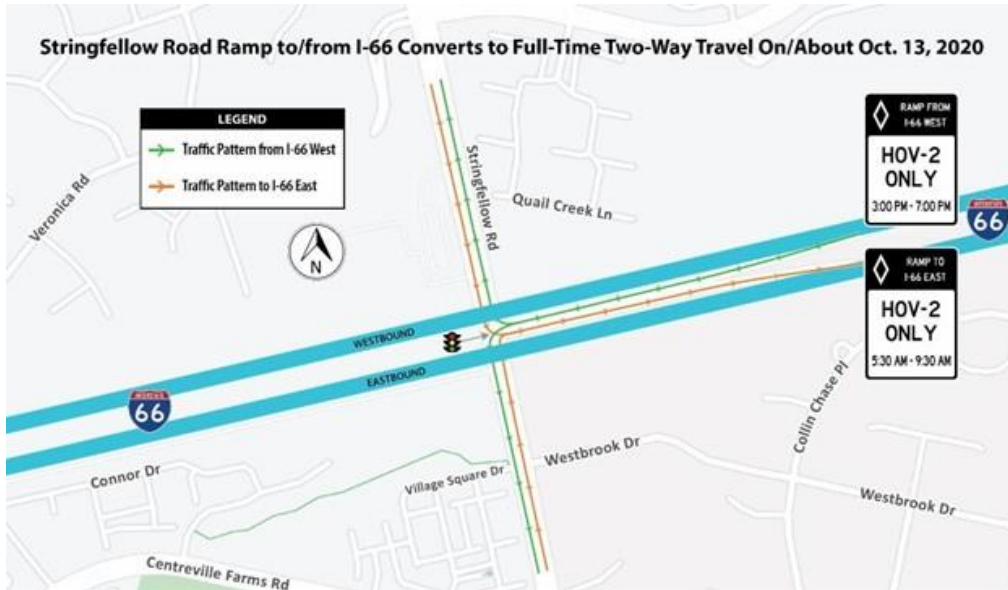 Stringfellow Road Ramp to/from I-66 Converts to Full-Time Two-Way Travel On/About Oct. 13, 2020
LEGEND
Traffic Pattern from I-66 West
Traffic Pattern to I-66 East
N
Veronica Rd
Stringfellow Rd
Quail Creek Ln
RAMP FROM
I-66 WEST
HOV-2
ONLY
3:00 PM - 7:00 PM
INTERSTATE
66
RAMP TO
I-66 EAST
HOV-2
ONLY
5:30 AM - 9:30 AM
WESTBOUND
EASTBOUND
INTERSTATE
66
Connor Dr
Village Square Dr
Westbrook Dr
Collin Chase Pl
Westbrook Dr
Centreville Farms Rd